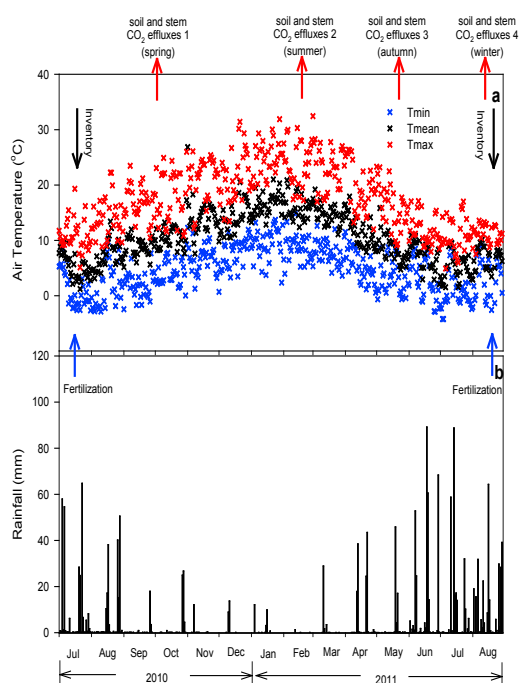 soil and stem
CO2 effluxes 1
(spring)
soil and stem
CO2 effluxes 2
(summer)
soil and stem
CO2 effluxes 3
(autumn)
soil and stem
CO2 effluxes 4
(winter)
40
30
20
10
0
Air Temperature (°C)
a
Inventory
Inventory
Tmin
Tmean
Tmax
120
100
80
60
40
20
0
Rainfall (mm)
b
Fertilization
Fertilization
Jul Aug Sep Oct Nov Dec Jan Feb Mar Apr May Jun Jul Aug
2010 2011